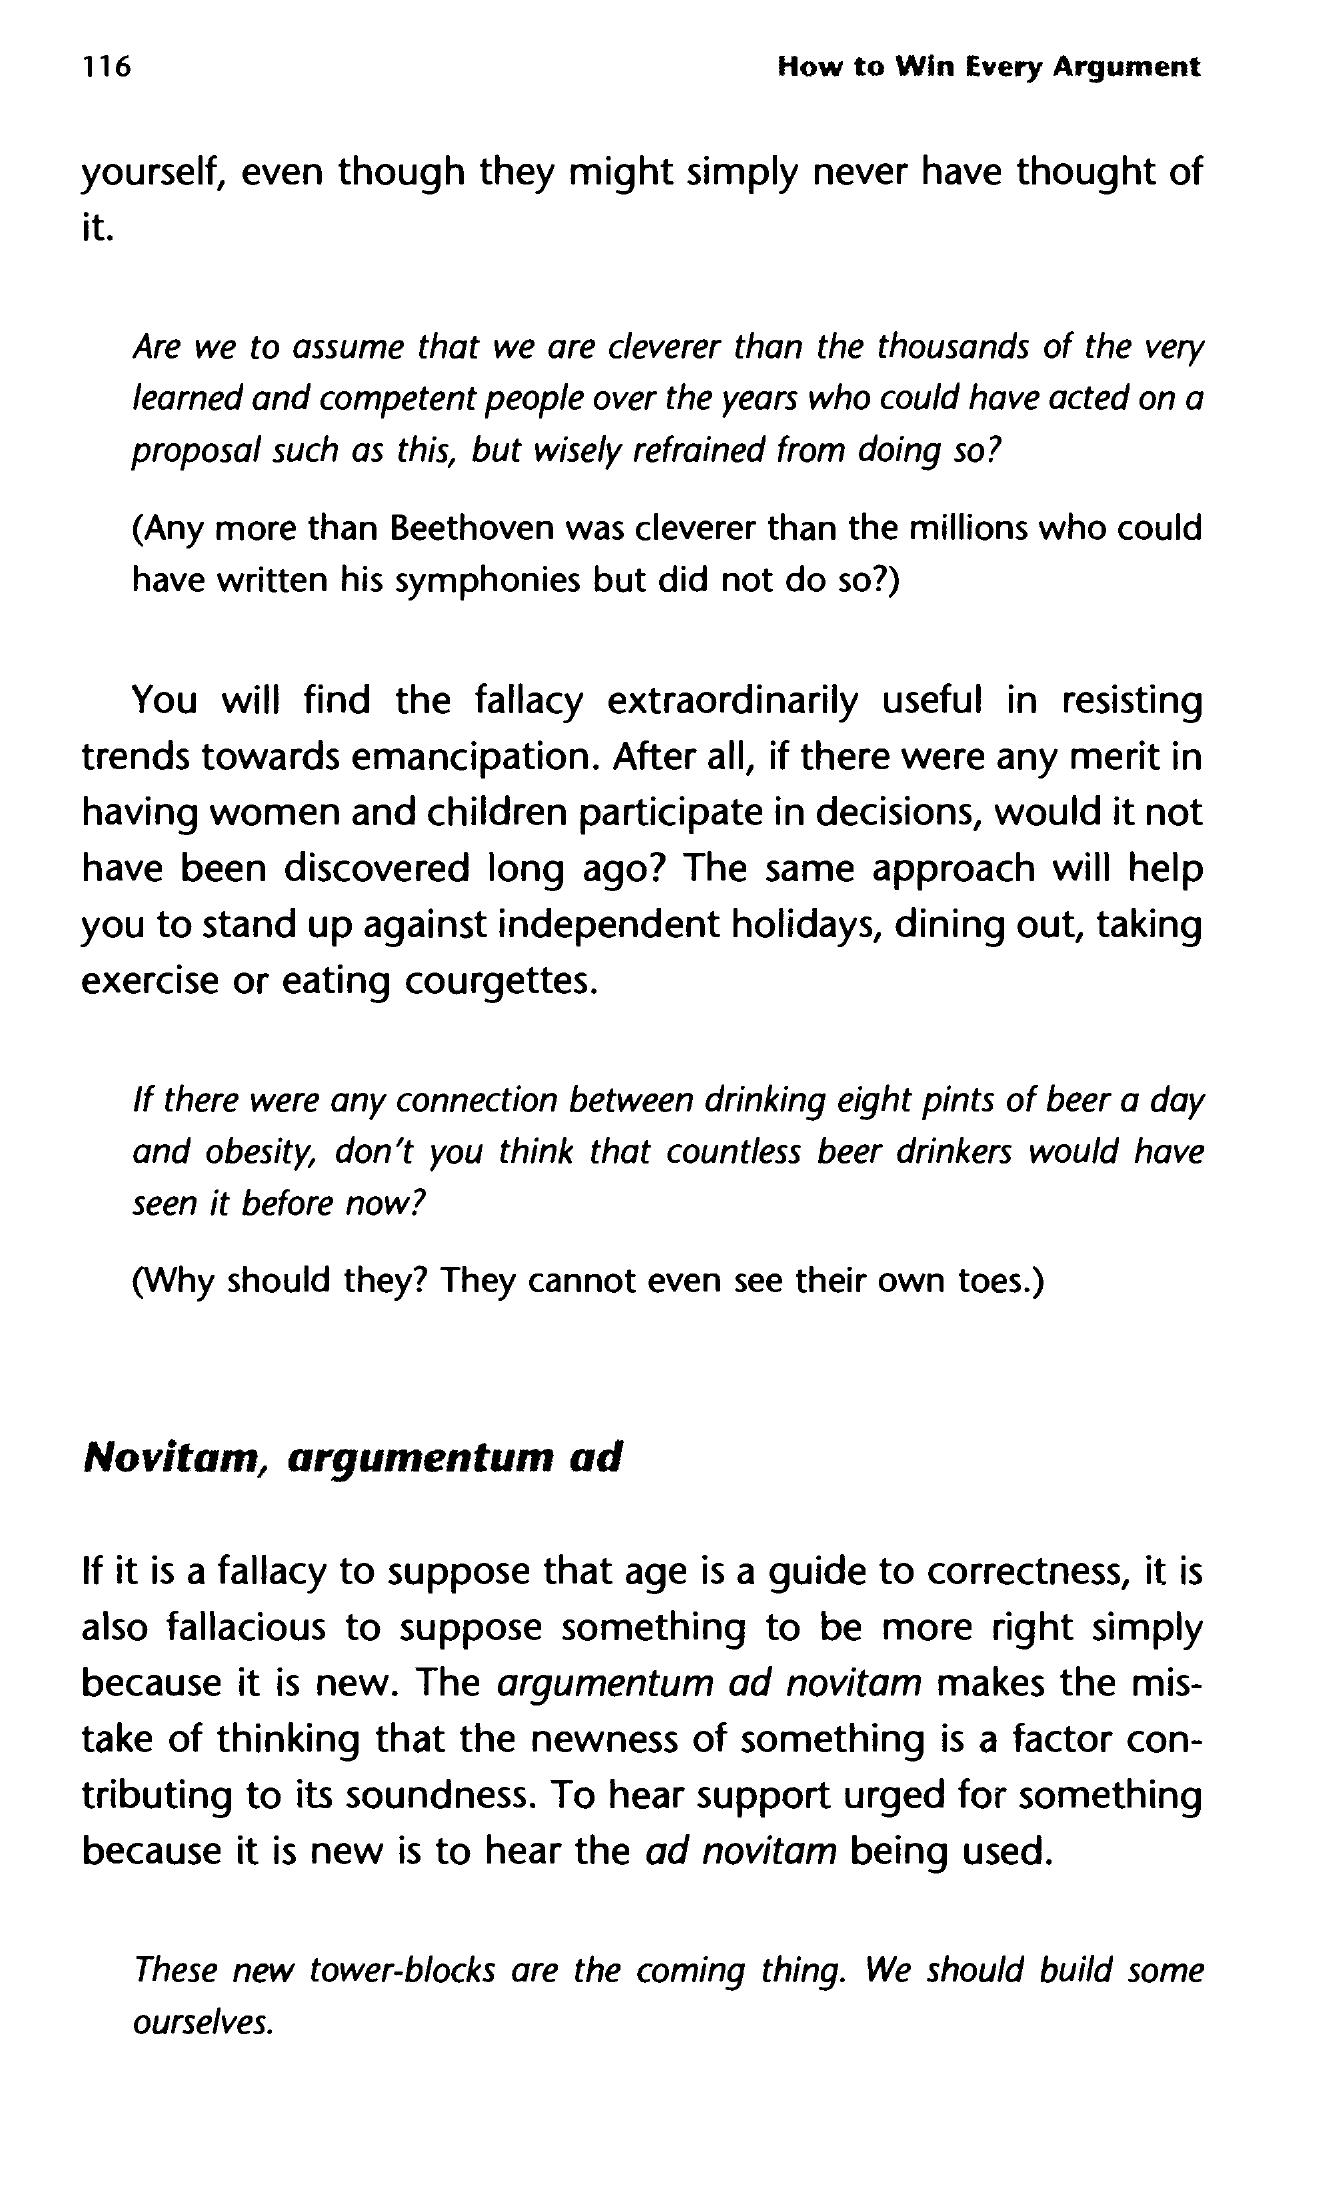 116 How to Win Every Argument
yourself, even though they might simply never have thought of
it.
Are we to assume that we are cleverer than the thousands of the very
learned and competent people over the years who could have acted on a
proposal such as this, but wisely refrained from doing so?
(Any more than Beethoven was cleverer than the millions who could
have written his symphonies but did not do so?)
You will find the fallacy extraordinarily useful in resisting
trends towards emancipation. After all, if there were any merit in
having women and children participate in decisions, would it not
have been discovered long ago? The same approach will help
you to stand up against independent holidays, dining out, taking
exercise or eating courgettes.
If there were any connection between drinking eight pints of beer a day
and obesity, don't you think that countless beer drinkers would have
seen it before now?
(Why should they? They cannot even see their own toes.)
Novitam, argumentum ad
If it is a fallacy to suppose that age is a guide to correctness, it is
also fallacious to suppose something to be more right simply
because it is new. The argumentum ad novitam makes the mis-
take of thinking that the newness of something is a factor con-
tributing to its soundness. To hear support urged for something
because it is new is to hear the ad novitam being used.
These new tower-blocks are the coming thing. We should build some
ourselves.